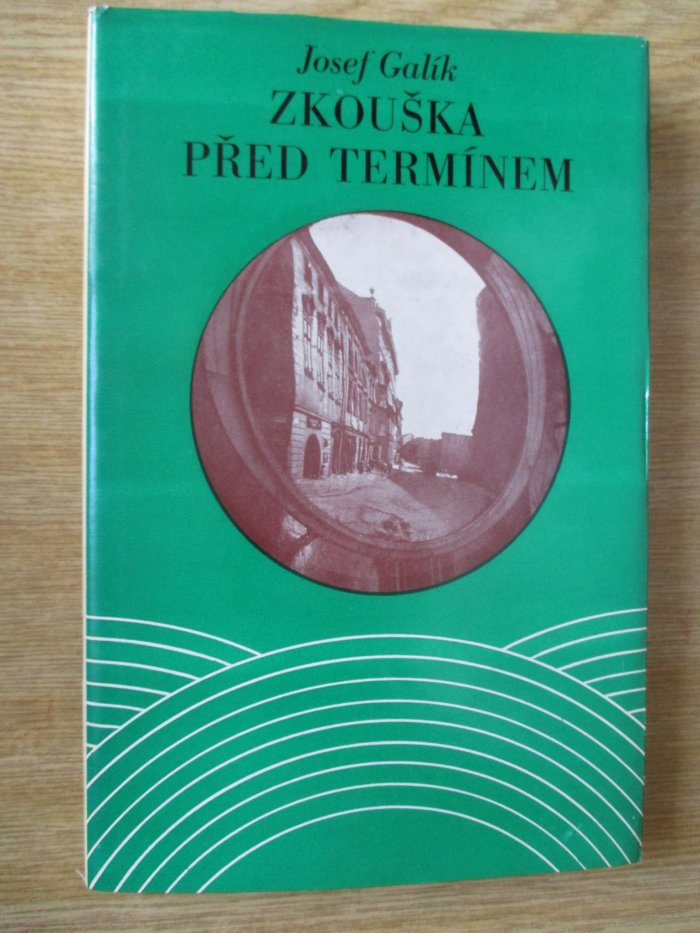 Josef Galík
ZKOUŠKA
PŘED TERMÍNEM